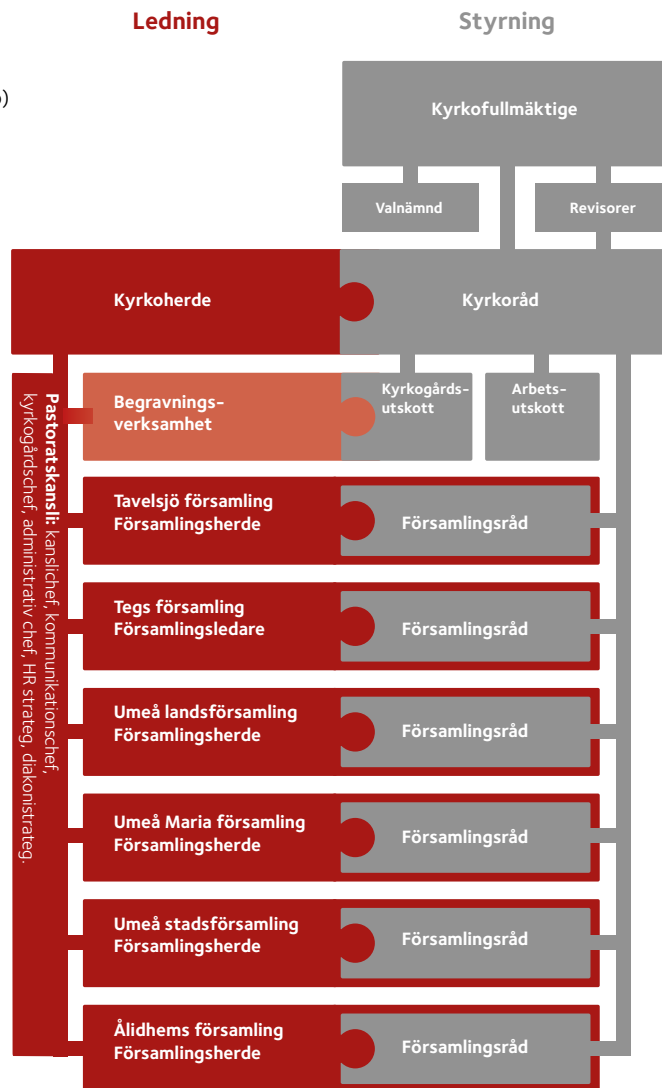 Ledning
Styrning
)
Kyrkofullmäktige
Valnämnd
Revisorer
Kyrkoherde
Kyrkoråd
Pastoratskansli: kanslichef, kommunikationschef,
kyrkogårdschef, administrativ chef, HR strateg, diakonistrateg.
Begravnings-
verksamhet
Kyrkogårds-
utskott
Arbets-
utskott
Tavelsjö församling
Församlingsherde
Församlingsråd
Tegs församling
Församlingsledare
Församlingsråd
Umeå landsförsamling
Församlingsherde
Församlingsråd
Umeå Maria församling
Församlingsherde
Församlingsråd
Umeå stadsförsamling
Församlingsherde
Församlingsråd
Ålidhems församling
Församlingsherde
Församlingsråd